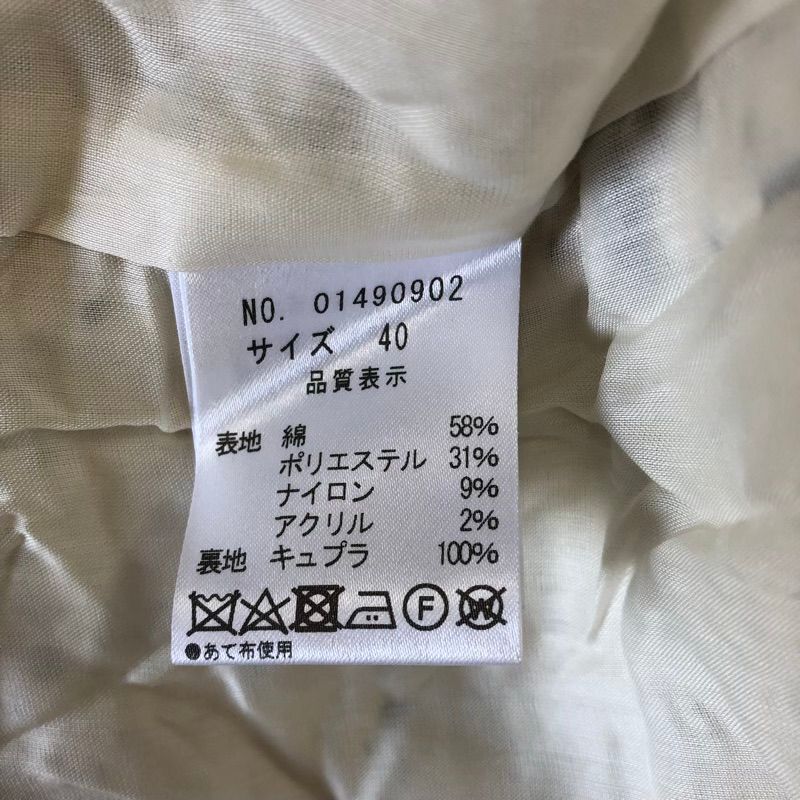 NO. 01490902
サイズ 40
品質表示
表地 綿 58%
ポリエステル 31%
ナイロン 9%
アクリル 2%
裏地 キュプラ 100%
F W
●あて布使用